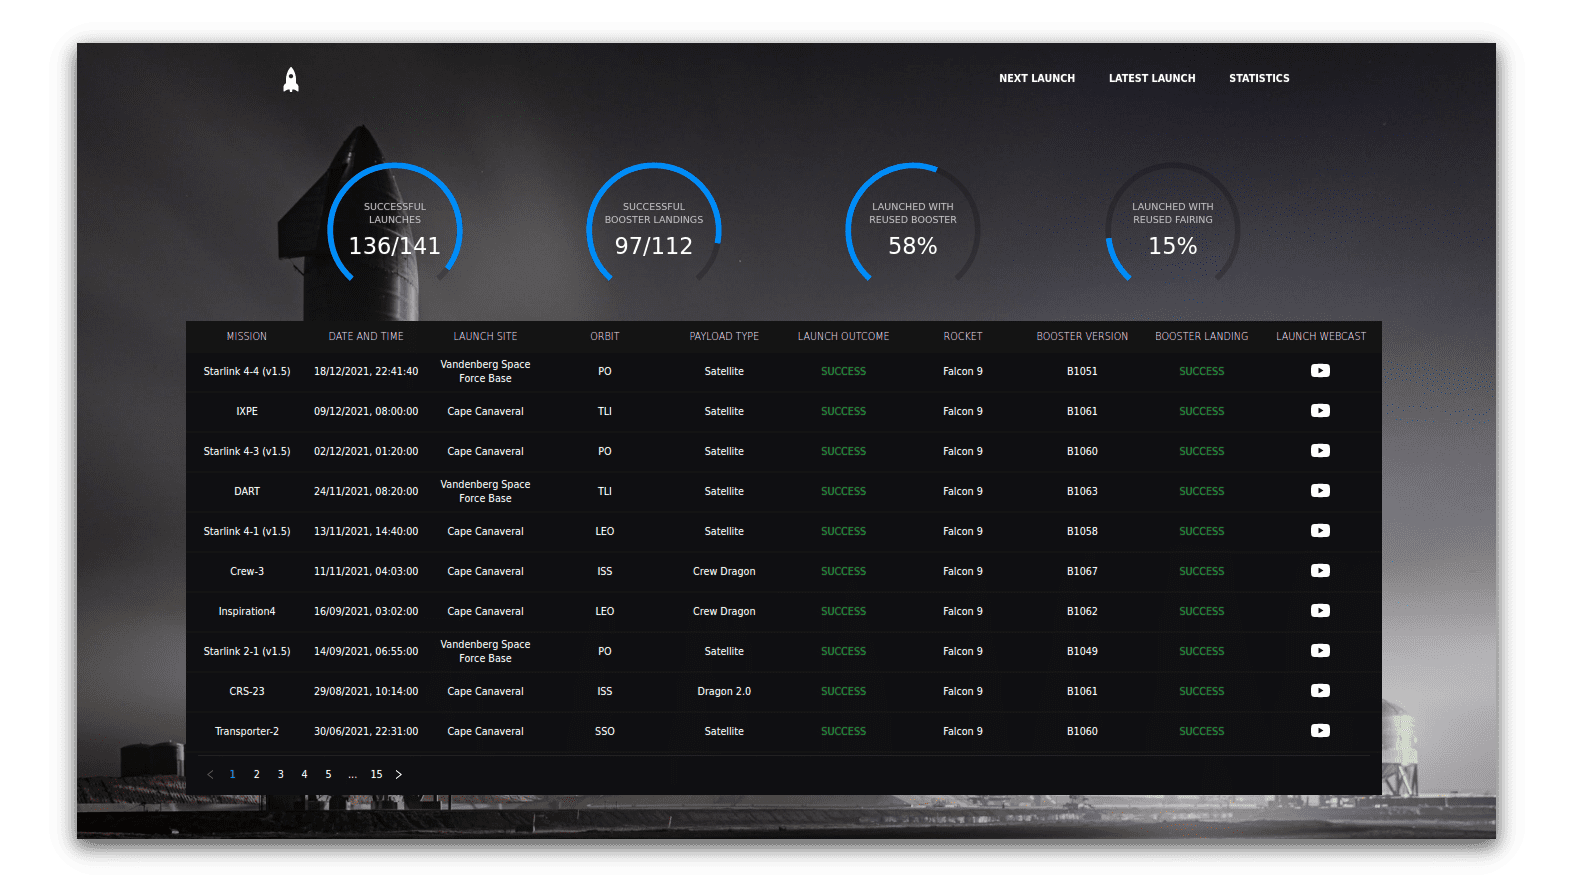 NEXT LAUNCH LATEST LAUNCH STATISTICS
SUCCESSFUL LAUNCHES
136/141
SUCCESSFUL BOOSTER LANDINGS
97/112
LAUNCHED WITH REUSED BOOSTER
58%
LAUNCHED WITH REUSED FAIRING
15%
MISSION DATE AND TIME LAUNCH SITE ORBIT PAYLOAD TYPE LAUNCH OUTCOME ROCKET BOOSTER VERSION BOOSTER LANDING LAUNCH WEBCAST
Starlink 4-4 (v1.5) 18/12/2021, 22:41:40 Vandenberg Space Force Base PO Satellite SUCCESS Falcon 9 B1051 SUCCESS
IXPE 09/12/2021, 08:00:00 Cape Canaveral TLI Satellite SUCCESS Falcon 9 B1061 SUCCESS
Starlink 4-3 (v1.5) 02/12/2021, 01:20:00 Cape Canaveral PO Satellite SUCCESS Falcon 9 B1060 SUCCESS
DART 24/11/2021, 08:20:00 Vandenberg Space Force Base TLI Satellite SUCCESS Falcon 9 B1063 SUCCESS
Starlink 4-1 (v1.5) 13/11/2021, 14:40:00 Cape Canaveral LEO Satellite SUCCESS Falcon 9 B1058 SUCCESS
Crew-3 11/11/2021, 04:03:00 Cape Canaveral ISS Crew Dragon SUCCESS Falcon 9 B1067 SUCCESS
Inspiration4 16/09/2021, 03:02:00 Cape Canaveral LEO Crew Dragon SUCCESS Falcon 9 B1062 SUCCESS
Starlink 2-1 (v1.5) 14/09/2021, 06:55:00 Vandenberg Space Force Base PO Satellite SUCCESS Falcon 9 B1049 SUCCESS
CRS-23 29/08/2021, 10:14:00 Cape Canaveral ISS Dragon 2.0 SUCCESS Falcon 9 B1061 SUCCESS
Transporter-2 30/06/2021, 22:31:00 Cape Canaveral SSO Satellite SUCCESS Falcon 9 B1060 SUCCESS
< 1 2 3 4 5 ... 15 >